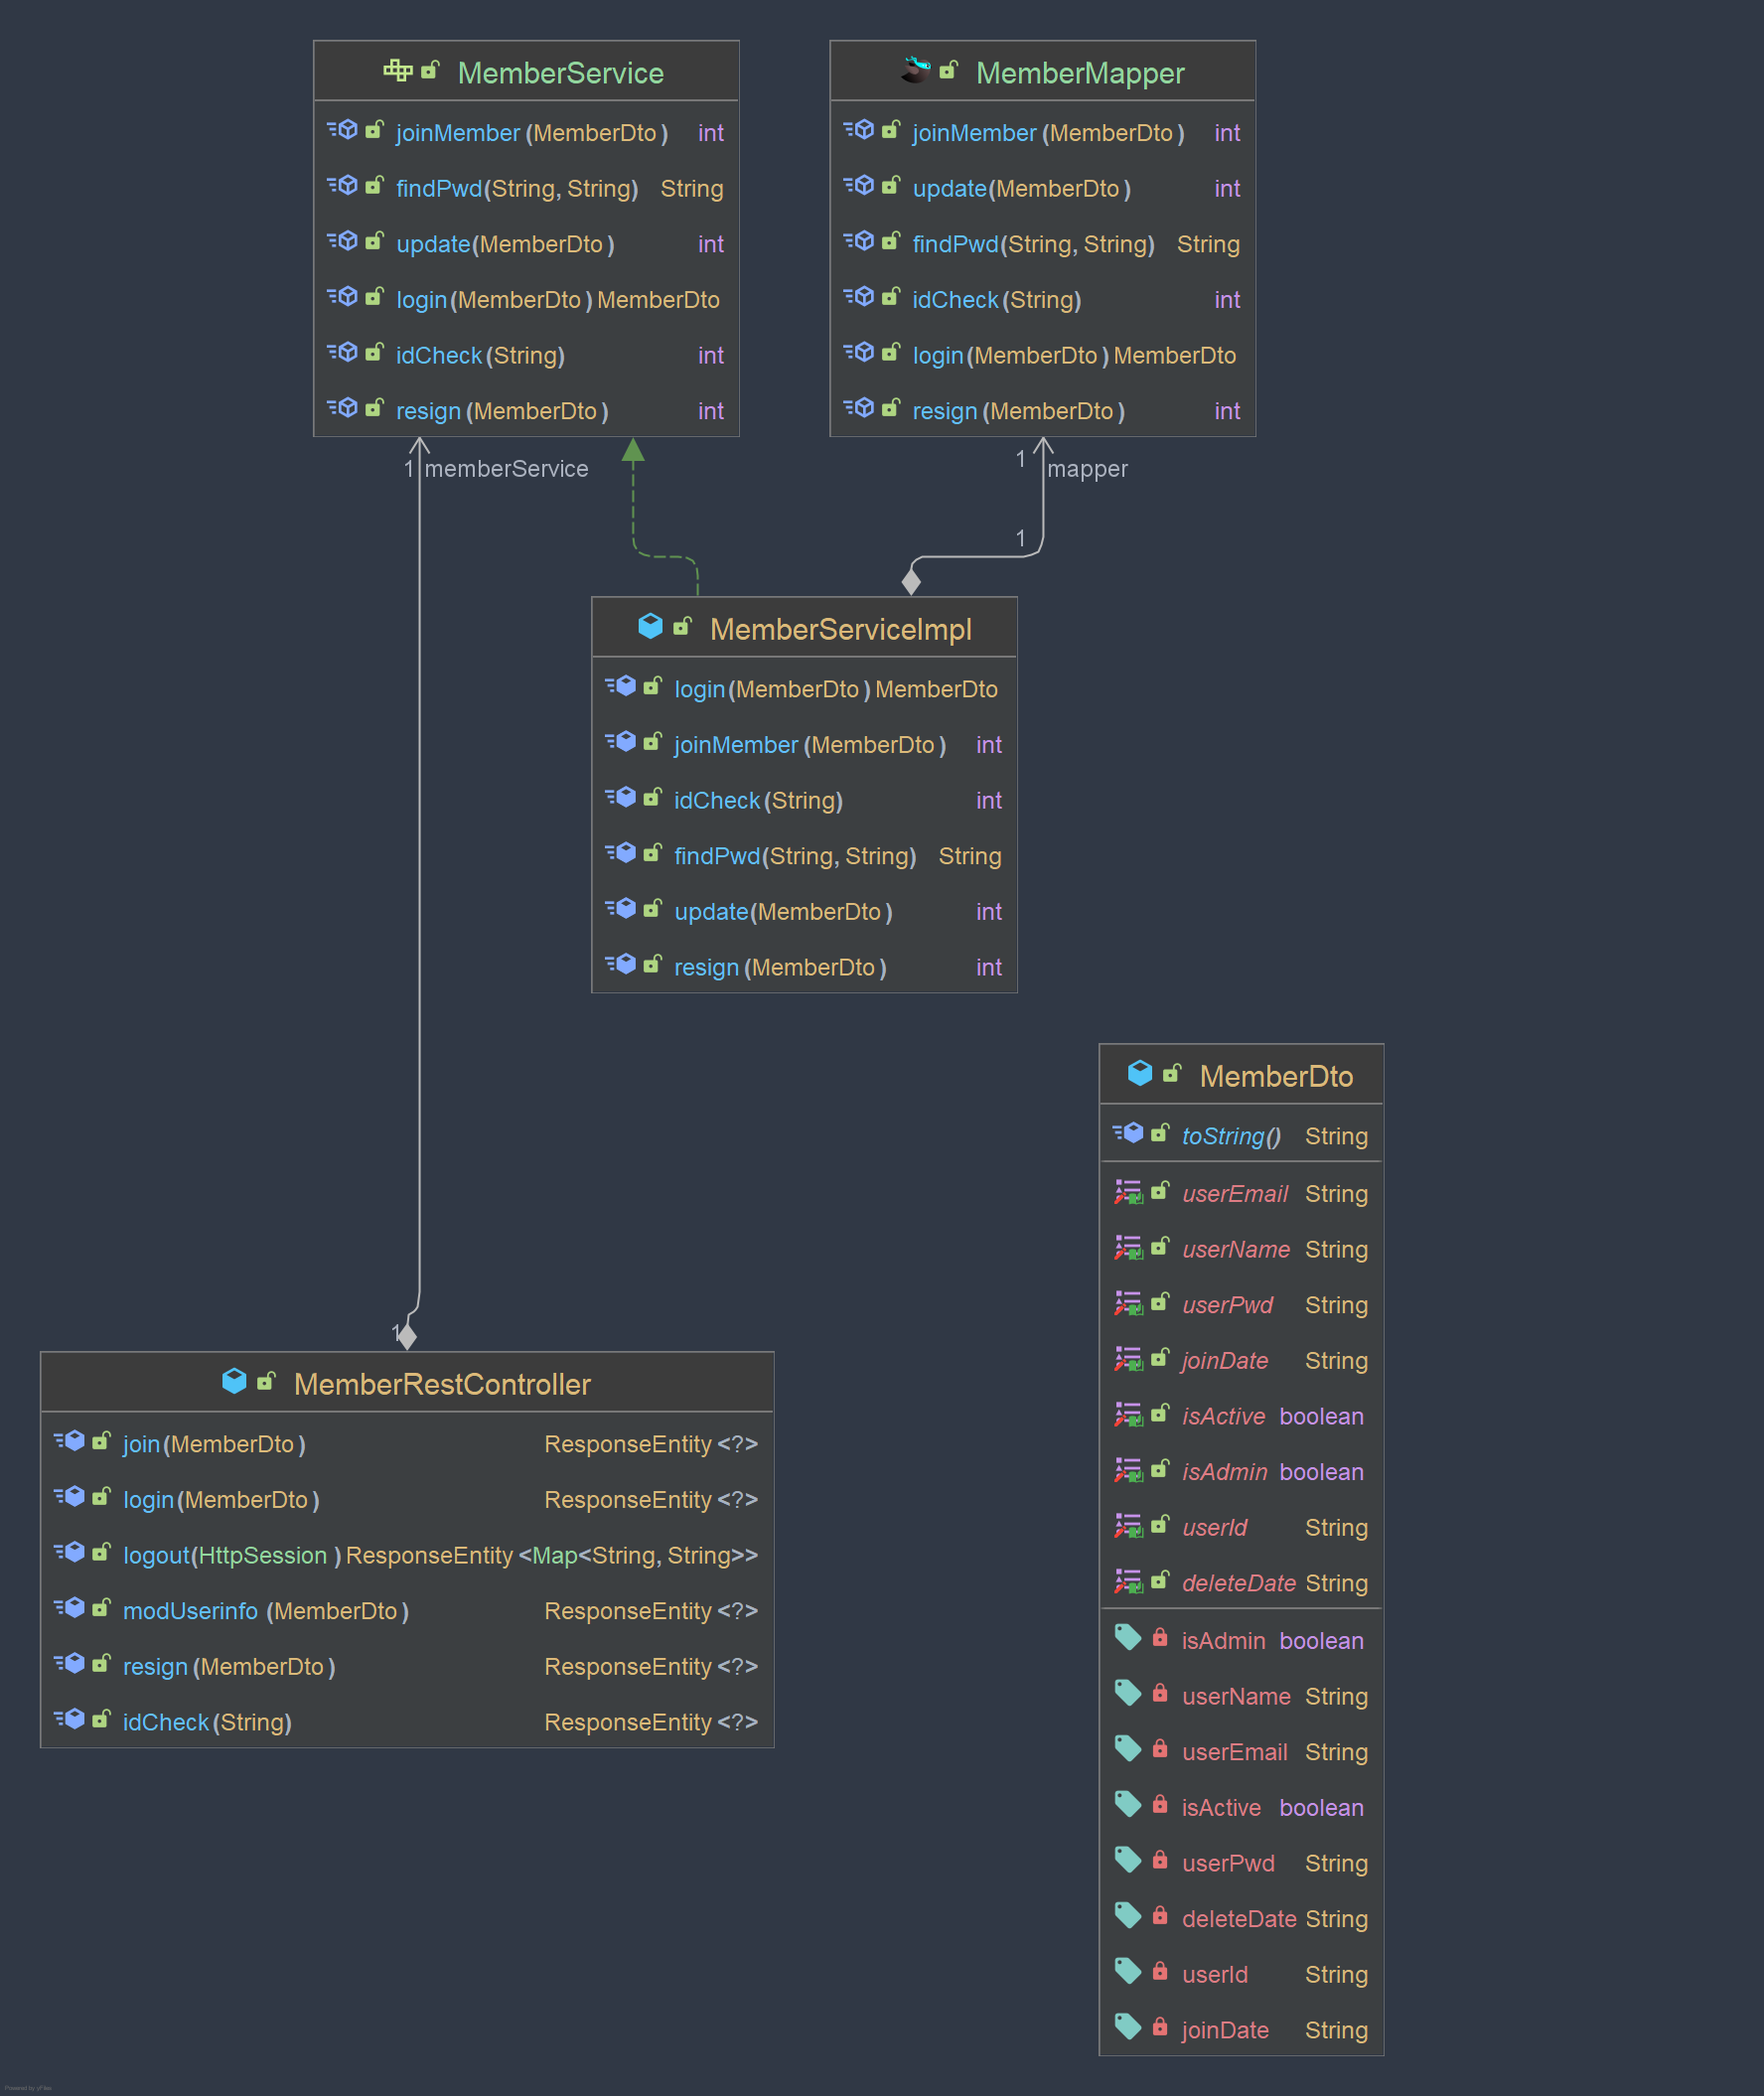 MemberService
joinMember(MemberDto) int
findPwd(String, String) String
update(MemberDto) int
login(MemberDto) MemberDto
idCheck(String) int
resign(MemberDto) int
MemberMapper
joinMember(MemberDto) int
update(MemberDto) int
findPwd(String, String) String
idCheck(String) int
login(MemberDto) MemberDto
resign(MemberDto) int
1 memberService
1 mapper
1
MemberServiceImpl
login(MemberDto) MemberDto
joinMember(MemberDto) int
idCheck(String) int
findPwd(String, String) String
update(MemberDto) int
resign(MemberDto) int
MemberDto
toString() String
userEmail String
userName String
userPwd String
joinDate String
isActive boolean
isAdmin boolean
userId String
deleteDate String
isAdmin boolean
userName String
userEmail String
isActive boolean
userPwd String
deleteDate String
userId String
joinDate String
1
MemberRestController
join(MemberDto) ResponseEntity<?>
login(MemberDto) ResponseEntity<?>
logout(HttpSession) ResponseEntity<Map<String, String>>
modUserinfo(MemberDto) ResponseEntity<?>
resign(MemberDto) ResponseEntity<?>
idCheck(String) ResponseEntity<?>
Powered by yFiles